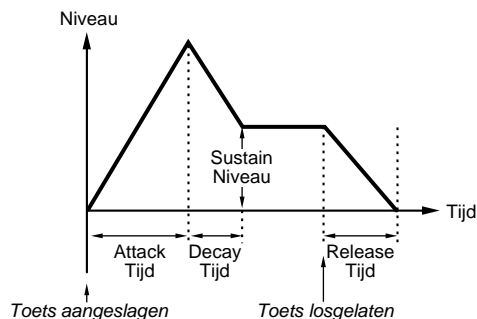 Niveau
Sustain
Niveau
Tijd
Attack
Tijd
Decay
Tijd
Release
Tijd
Toets aangeslagen
Toets losgelaten